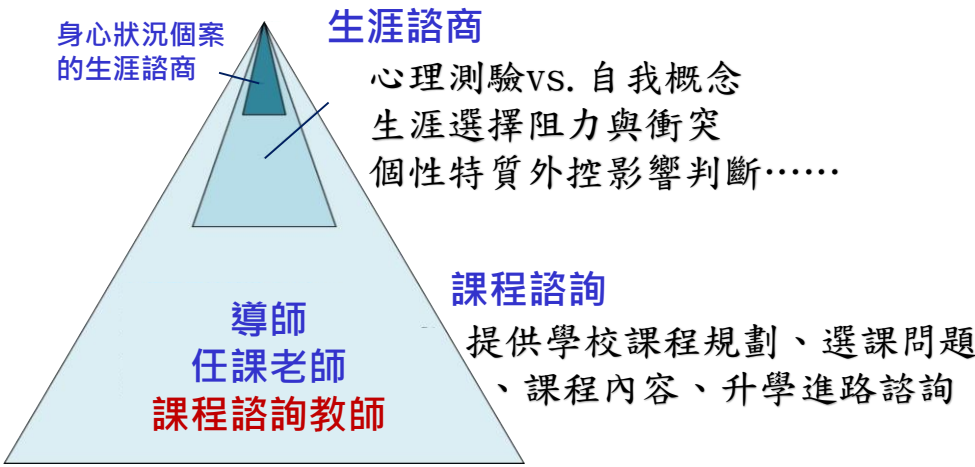 身心狀況個案
的生涯諮商
生涯諮商
心理測驗vs.自我概念
生涯選擇阻力與衝突
個性特質外控影響判斷……
課程諮詢
提供學校課程規劃、選課問題
、課程內容、升學進路諮詢
導師
任課老師
課程諮詢教師